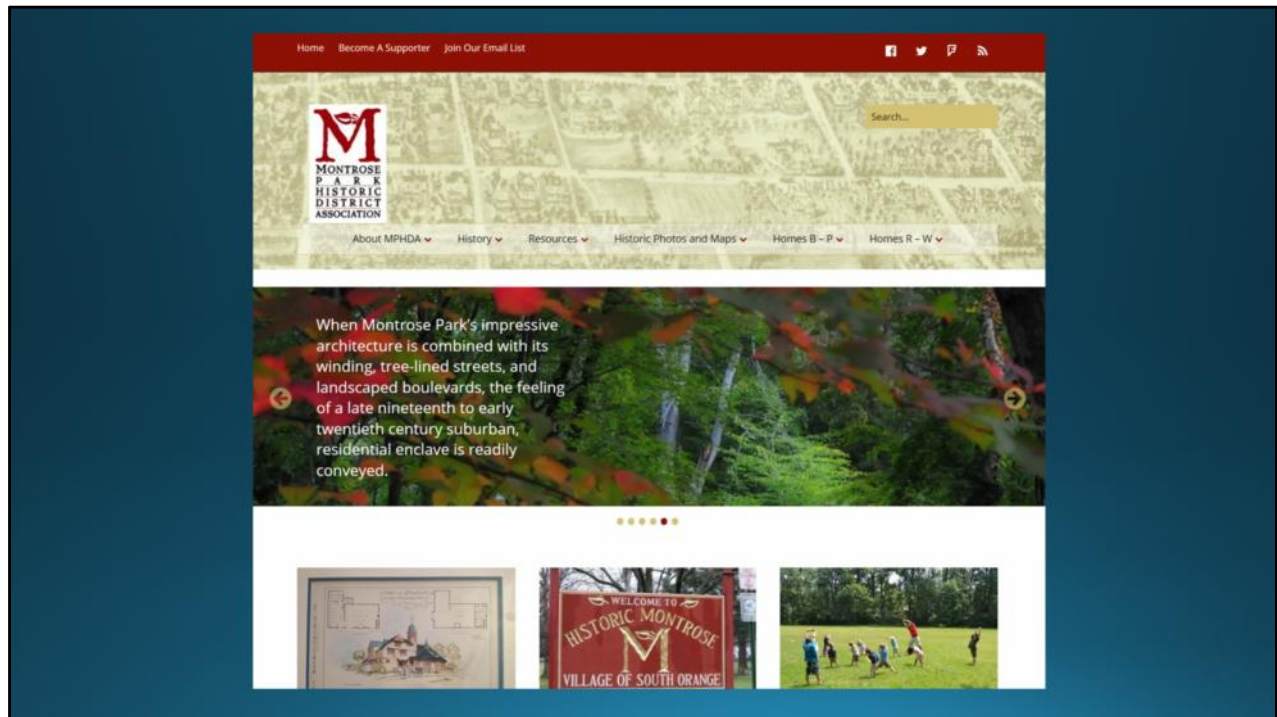 Home Become A Supporter Join Our Email List
Search...
M
MONTROSE
PARK
HISTORIC
DISTRICT
ASSOCIATION
About MPHDA History Resources Historic Photos and Maps Homes B – P Homes R – W
When Montrose Park's impressive
architecture is combined with its
winding, tree-lined streets, and
landscaped boulevards, the feeling
of a late nineteenth to early
twentieth century suburban,
residential enclave is readily
conveyed.
WELCOME TO
HISTORIC MONTROSE
M
VILLAGE OF SOUTH ORANGE